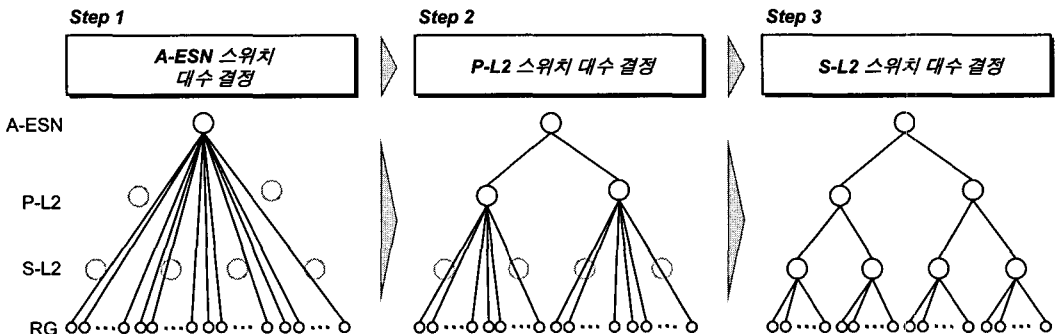 Step 1
Step 2
Step 3
A-ESN 스위치
대수 결정
P-L2 스위치 대수 결정
S-L2 스위치 대수 결정
A-ESN
P-L2
S-L2
RG